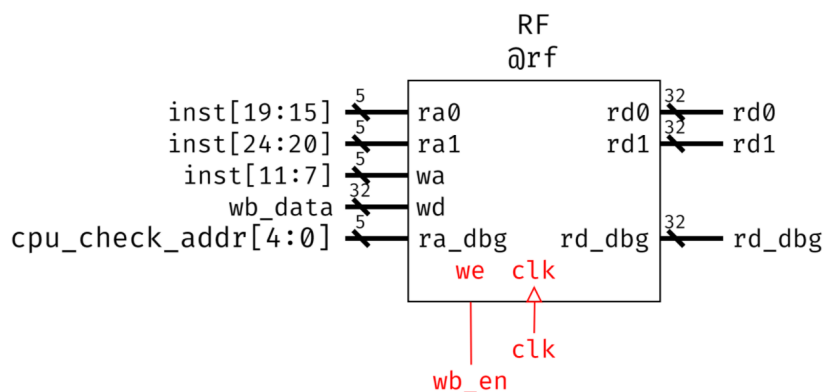 RF
@rf
inst[19:15] 5 ra0 rd0 32 rd0
inst[24:20] 5 ra1 rd1 32 rd1
inst[11:7] 5 wa
wb_data 32 wd
cpu_check_addr[4:0] 5 ra_dbg rd_dbg 32 rd_dbg
we clk
clk
wb_en